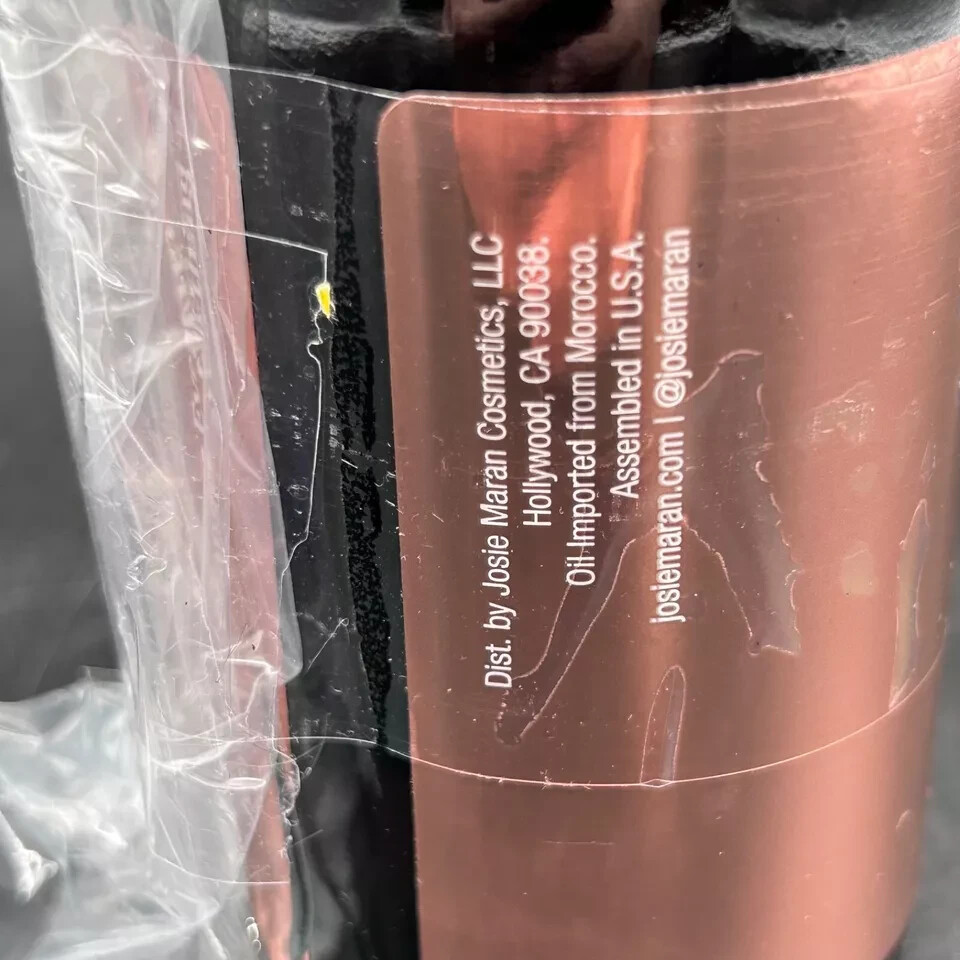 Dist. by Josie Maran Cosmetics, LLC
Hollywood, CA 90038.
Oil Imported from Morocco.
Assembled in U.S.A.
josiemaran.com | @josiemaran